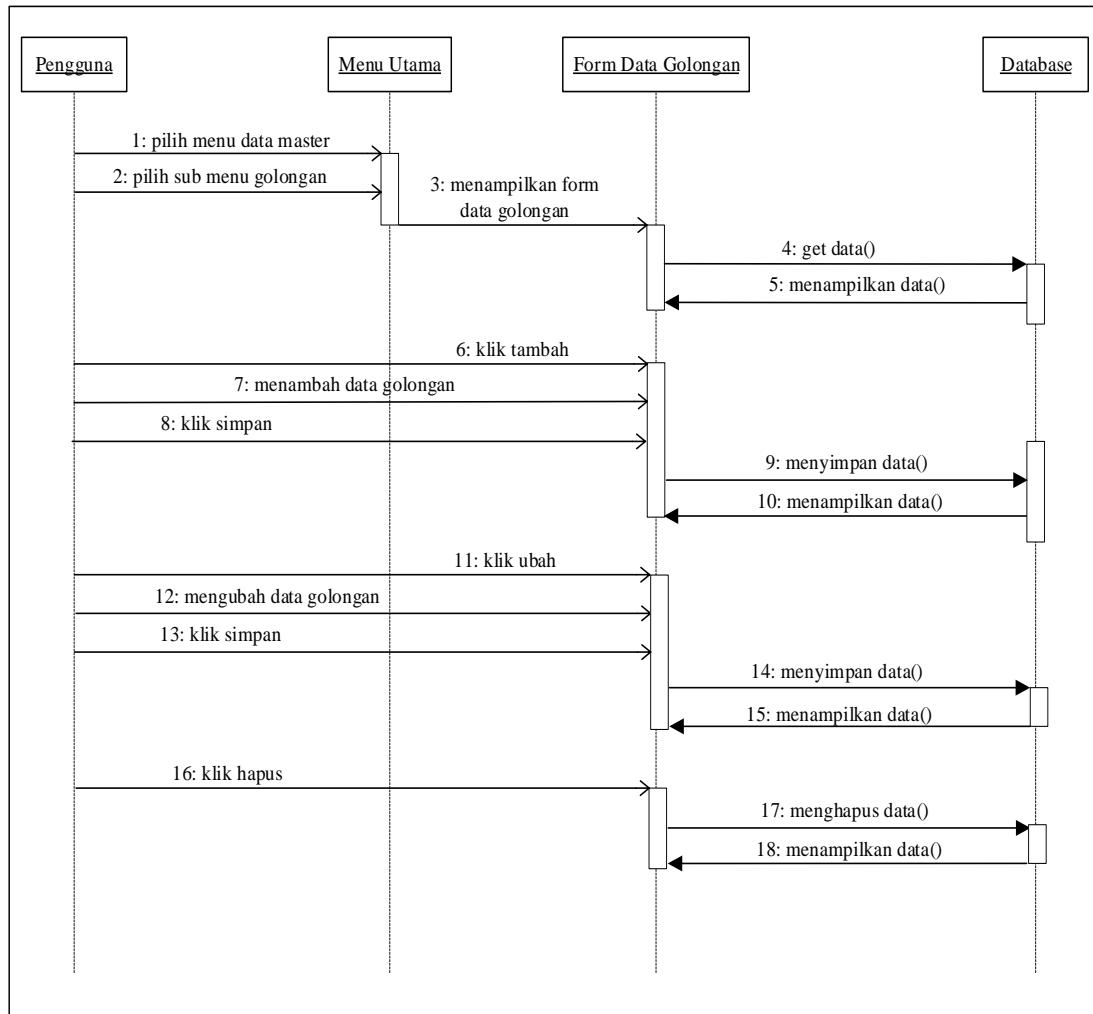 Pengguna
Menu Utama
Form Data Golongan
Database
1: pilih menu data master
2: pilih sub menu golongan
3: menampilkan form
data golongan
4: get data()
5: menampilkan data()
6: klik tambah
7: menambah data golongan
8: klik simpan
9: menyimpan data()
10: menampilkan data()
11: klik ubah
12: mengubah data golongan
13: klik simpan
14: menyimpan data()
15: menampilkan data()
16: klik hapus
17: menghapus data()
18: menampilkan data()